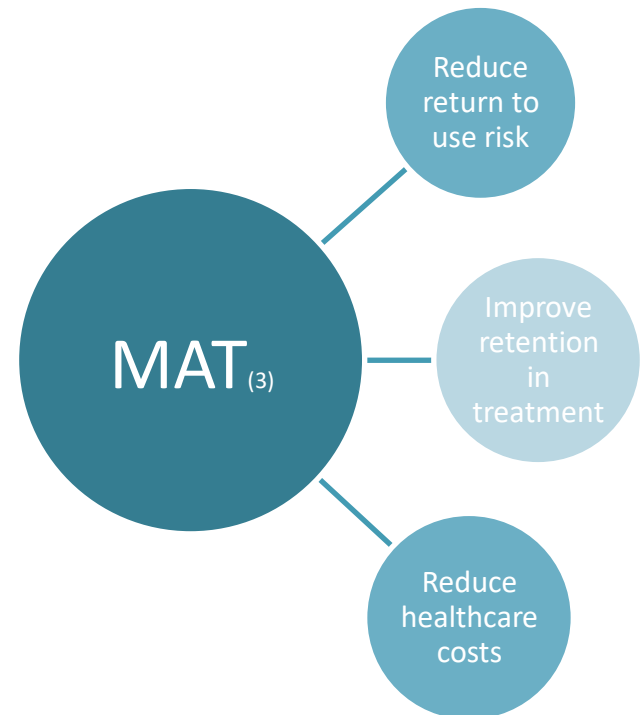 Reduce
return to
use risk
MAT(3)
Improve
retention
in
treatment
Reduce
healthcare
costs